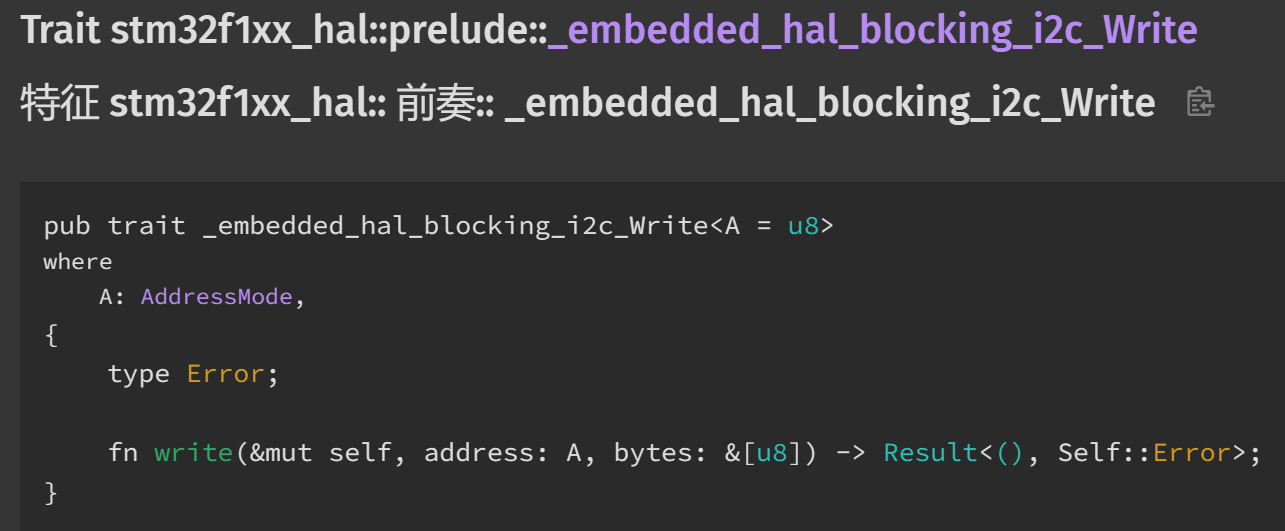 Trait stm32f1xx_hal::prelude::_embedded_hal_blocking_i2c_Write
特征 stm32f1xx_hal:: 前奏:: _embedded_hal_blocking_i2c_Write
pub trait _embedded_hal_blocking_i2c_Write<A = u8>
where
    A: AddressMode,
{
    type Error;
    fn write(&mut self, address: A, bytes: &[u8]) -> Result<(), Self::Error>;
}